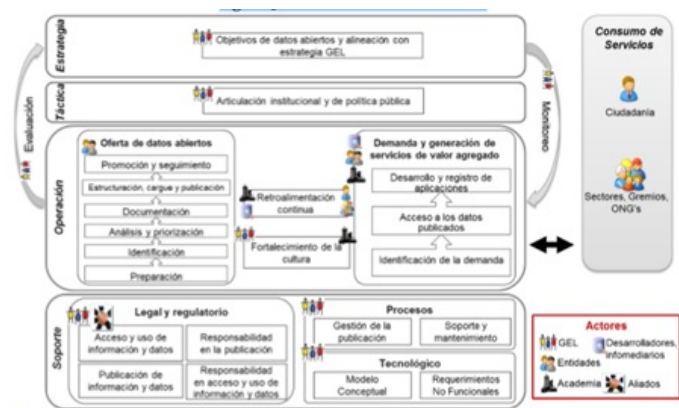 Estrategia
Objetivos de datos abiertos y alineación con
estrategia GEL
Táctica
Articulación institucional y de política pública
Evaluación
Monitoreo
Operación
Oferta de datos abiertos
Promoción y seguimiento
Estructuración, cargue y publicación
Documentación
Análisis y priorización
Identificación
Preparación
Retroalimentación
continua
Fortalecimiento de la
cultura
Demanda y generación de
servicios de valor agregado
Desarrollo y registro de
aplicaciones
Acceso a los datos
publicados
Identificación de la demanda
Soporte
Legal y regulatorio
Acceso y uso de
información y datos
Responsabilidad
en la publicación
Publicación de
información y datos
Responsabilidad
en acceso y uso de
información y datos
Procesos
Gestión de la
publicación
Soporte y
mantenimiento
Tecnológico
Modelo
Conceptual
Requerimientos
No Funcionales
Consumo de
Servicios
Ciudadanía
Sectores, Gremios,
ONG's
Actores
GEL
Desarrolladores,
Infomediarios
Entidades
Academia
Aliados